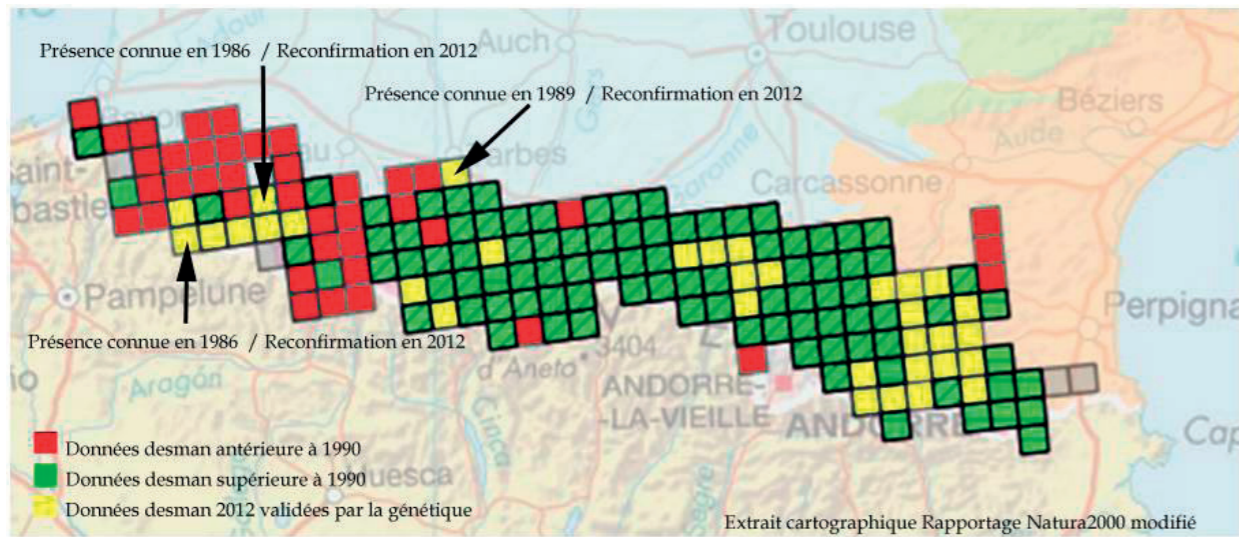 Présence connue en 1986 / Reconfirmation en 2012
Auch
Toulouse
Présence connue en 1989 / Reconfirmation en 2012
Béziers
Gers
Aude
Garonne
Carcassonne
Pampelune
Perpigna
Présence connue en 1986 / Reconfirmation en 2012
3404
d'Aneto
Aragón
Cinca
ANDORRE-
-LA-VIEILLE
Segre
Cap
Données desman antérieure à 1990
Données desman supérieure à 1990
Données desman 2012 validées par la génétique
Extrait cartographique Rapportage Natura2000 modifié